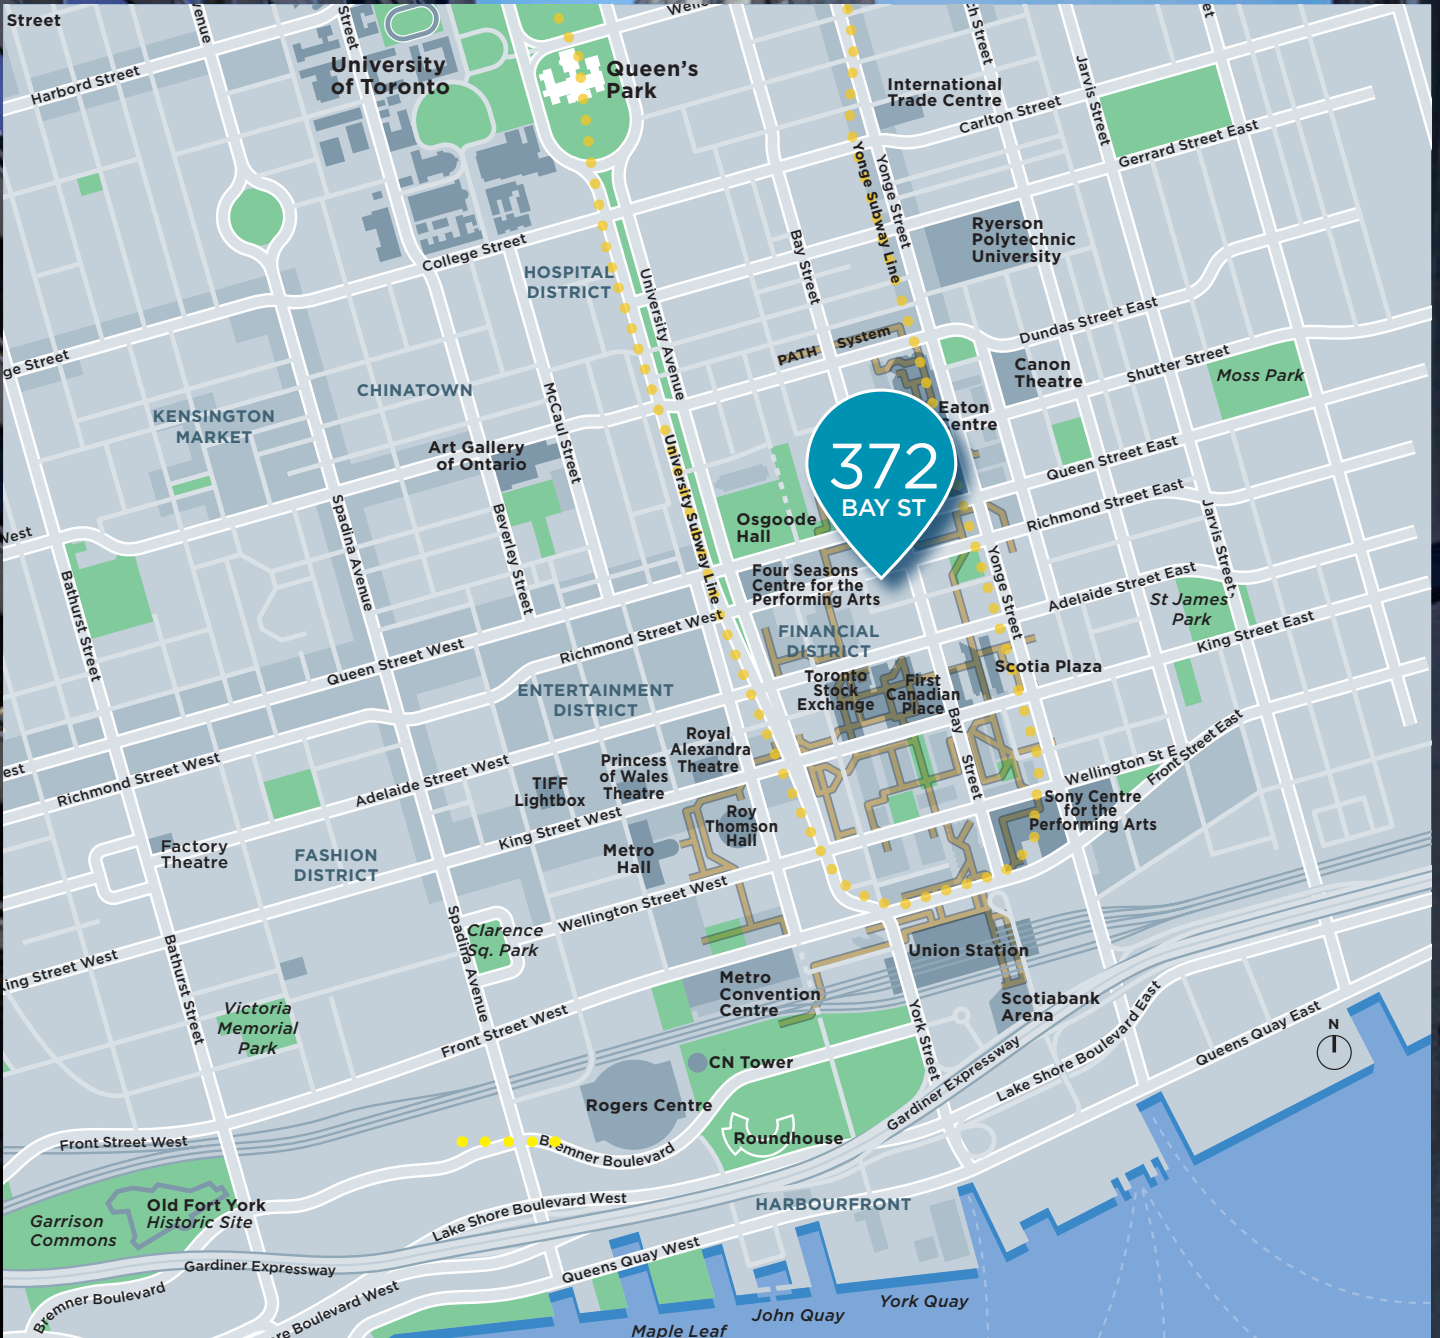 Street
Harbord Street
University
of Toronto
Queen's
Park
International
Trade Centre
Carlton Street
Jarvis Street
Gerrard Street East
Yonge Subway Line
Yonge Street
Ryerson
Polytechnic
University
College Street
HOSPITAL
DISTRICT
University Avenue
Bay Street
PATH System
Dundas Street East
Canon
Theatre
Shutter Street
Moss Park
CHINATOWN
KENSINGTON
MARKET
McCaul Street
Art Gallery
of Ontario
Eaton
Centre
372
BAY ST
Queen Street East
Richmond Street East
Jarvis Street
University Subway Line
Osgoode
Hall
Spadina Avenue
Beverley Street
Bathurst Street
Four Seasons
Centre for the
Performing Arts
Yonge Street
Adelaide Street East
St James'
Park
King Street East
Queen Street West
Richmond Street West
FINANCIAL
DISTRICT
Toronto
Stock
Exchange
First
Canadian
Place
Scotia Plaza
ENTERTAINMENT
DISTRICT
Bay Street
Royal
Alexandra
Theatre
Princess
of Wales
Theatre
TIFF
Lightbox
Richmond Street West
Adelaide Street West
King Street West
Wellington St E
Front Street East
Sony Centre
for the
Performing Arts
Roy
Thomson
Hall
Metro
Hall
Factory
Theatre
FASHION
DISTRICT
Wellington Street West
Clarence
Sq. Park
Spadina Avenue
Bathurst Street
King Street West
Union Station
Metro
Convention
Centre
Scotiabank
Arena
Victoria
Memorial
Park
Front Street West
York Street
CN Tower
Rogers Centre
Gardiner Expressway
Lake Shore Boulevard East
Queens Quay East
N
Front Street West
Bremner Boulevard
Roundhouse
Old Fort York
Historic Site
Garrison
Commons
Lake Shore Boulevard West
HARBOURFRONT
Gardiner Expressway
Queens Quay West
Bremner Boulevard
John Quay
York Quay
Maple Leaf